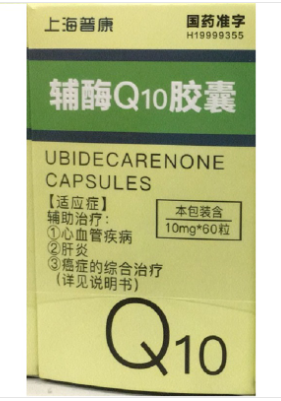 上海普康
国药准字
H19999355
辅酶Q10胶囊
UBIDECARENONE
CAPSULES
【适应症】
辅助治疗：
①心血管疾病
②肝炎
③癌症的综合治疗
（详见说明书）
本包装含
10mg*60粒
Q10